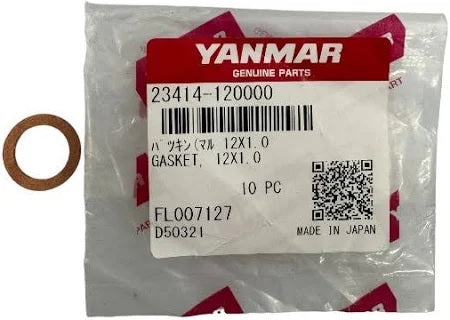 YANMAR
GENUINE PARTS
23414-120000
パツキン(マル 12X1.0
GASKET, 12X1.0
10 PC
FL007127
D50321
MADE IN JAPAN